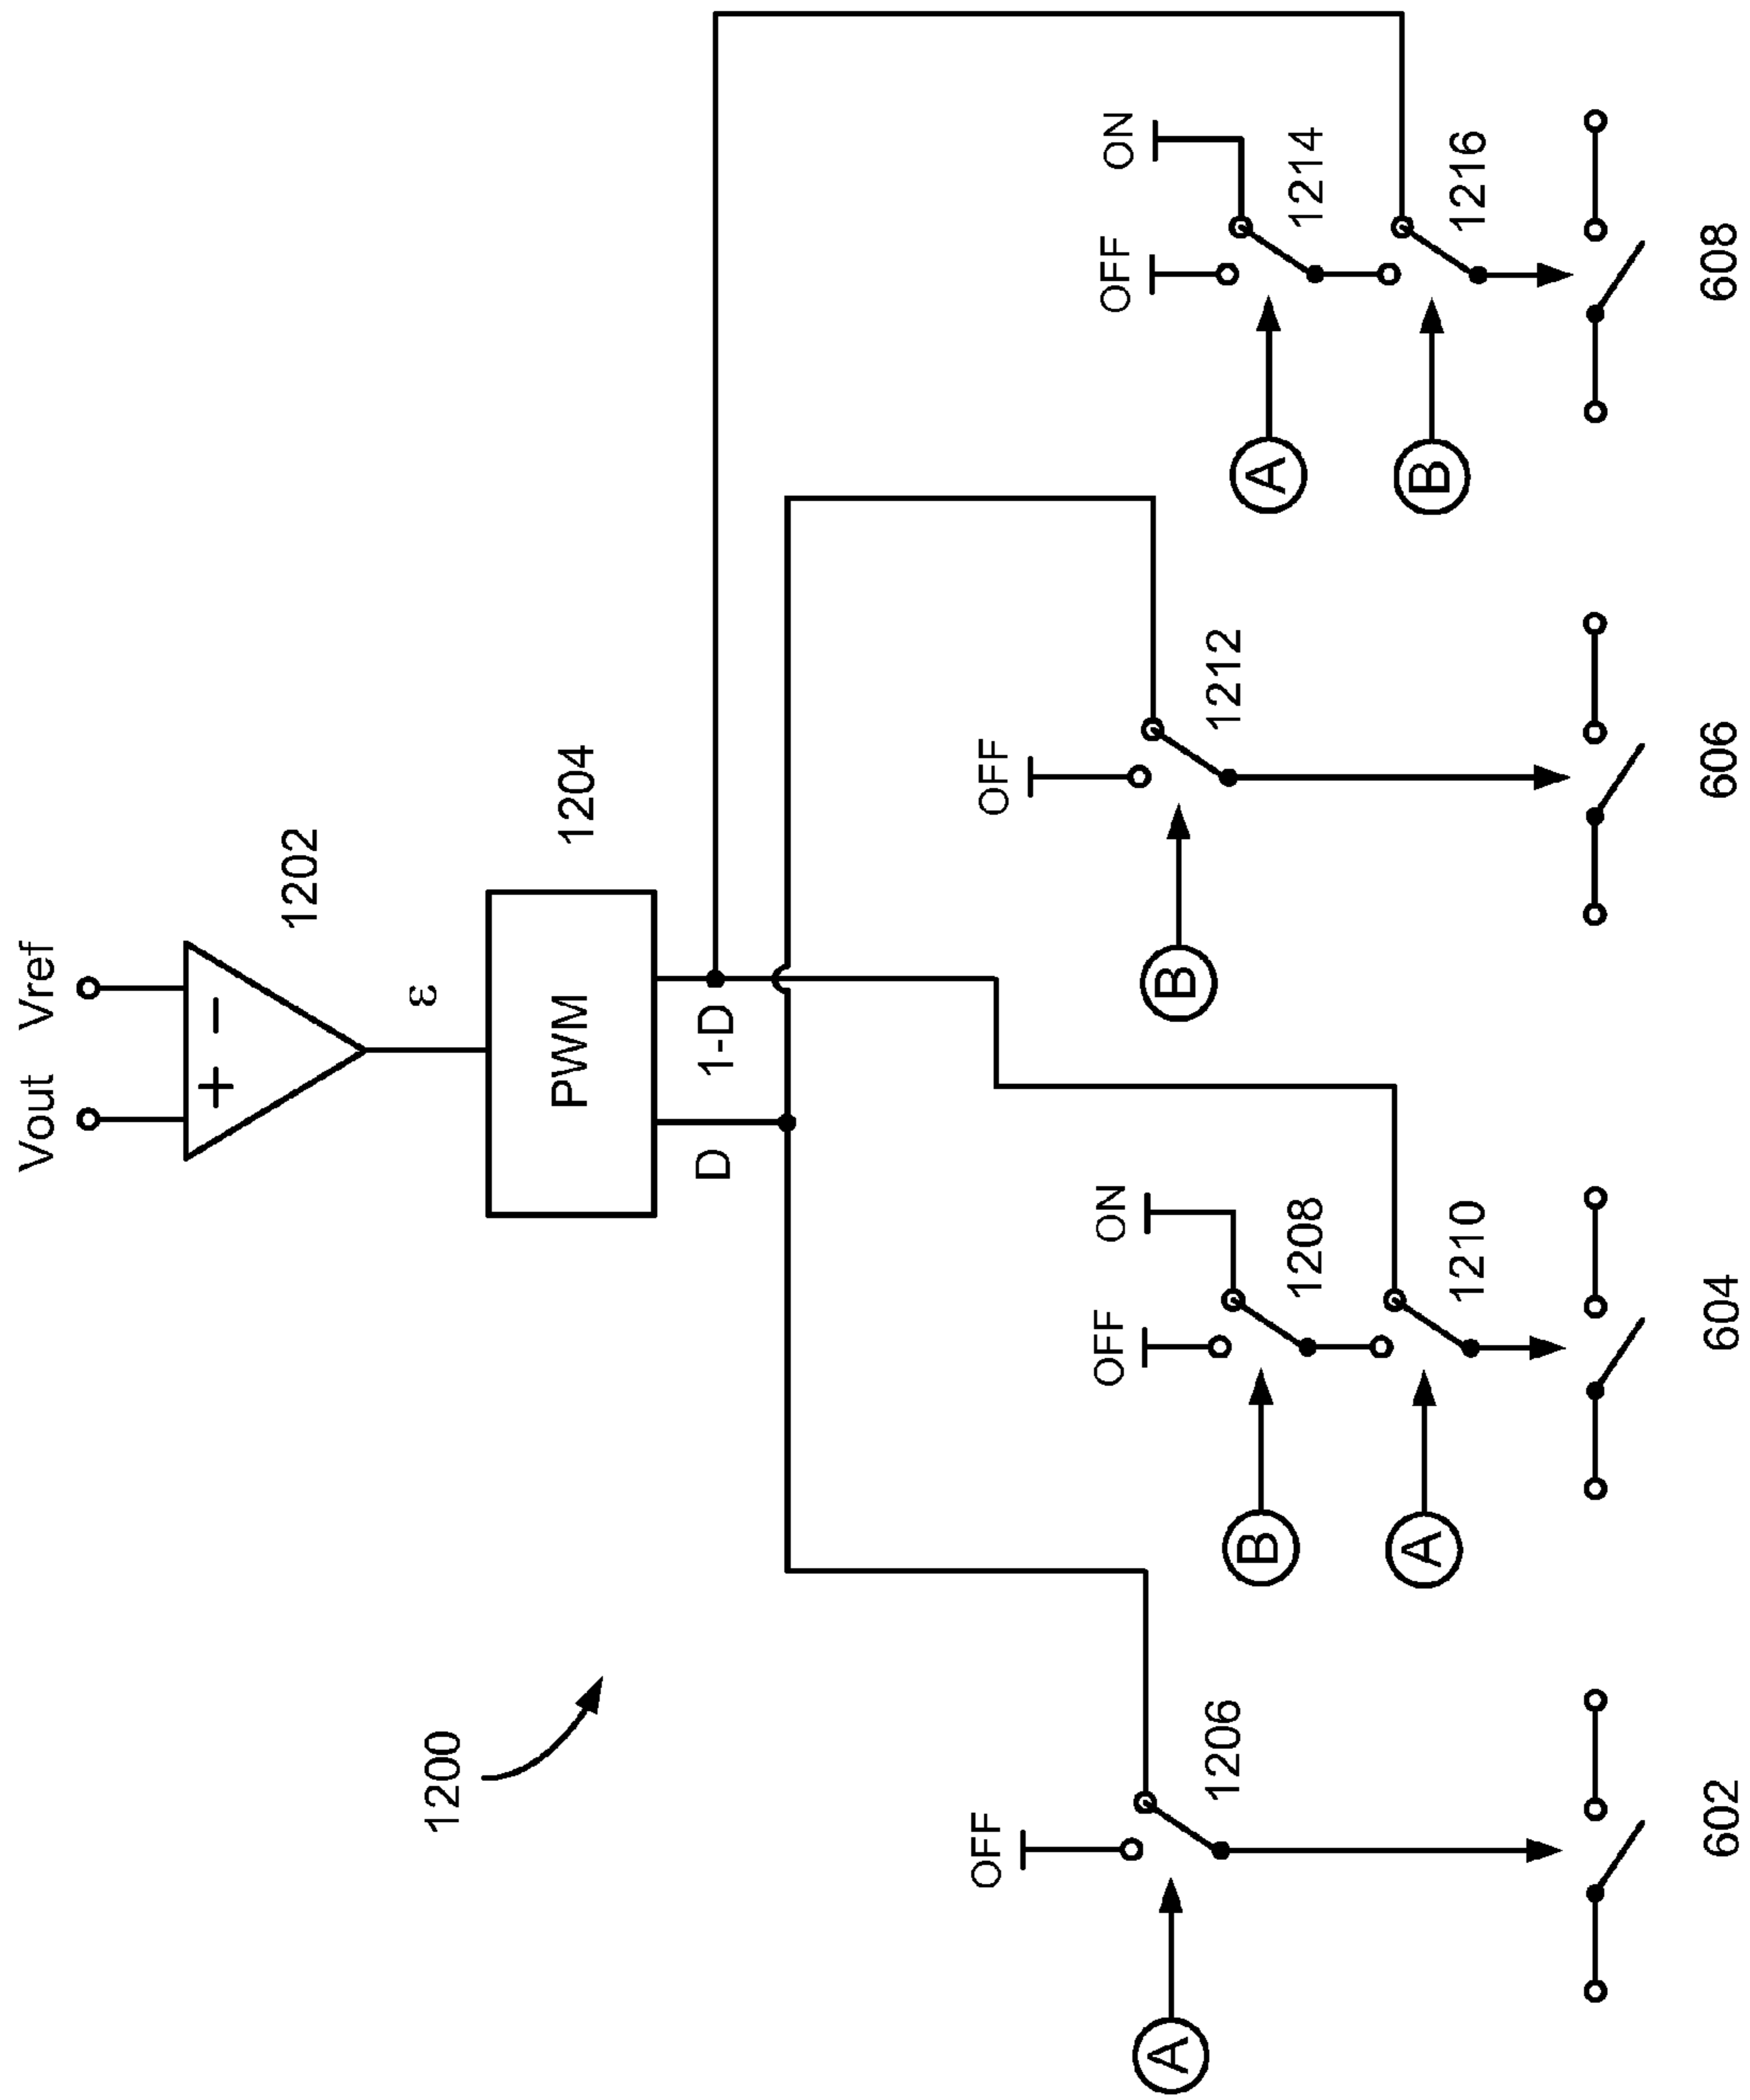 1200
Vout
Vref
+
−
1202
ε
PWM
1204
D
1-D
OFF
A
1206
602
OFF
ON
B
1208
A
1210
604
OFF
B
1212
606
OFF
ON
A
1214
B
1216
608